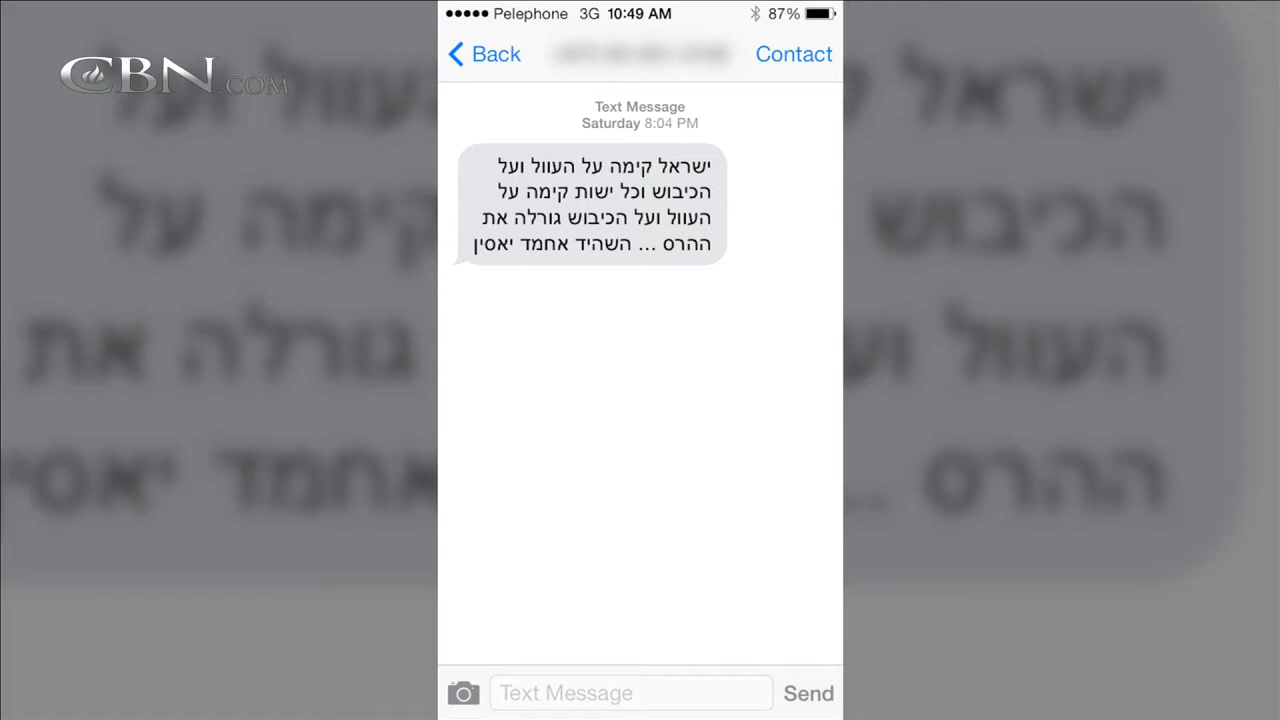 Pelephone 3G 10:49 AM 87%
CBN.COM
Back
Contact
Text Message
Saturday 8:04 PM
ישראל קימה על העוול ועל
הכיבוש וכל ישות קימה על
העוול ועל הכיבוש גורלה את
ההרס ... השהיד אחמד יאסין
Text Message
Send